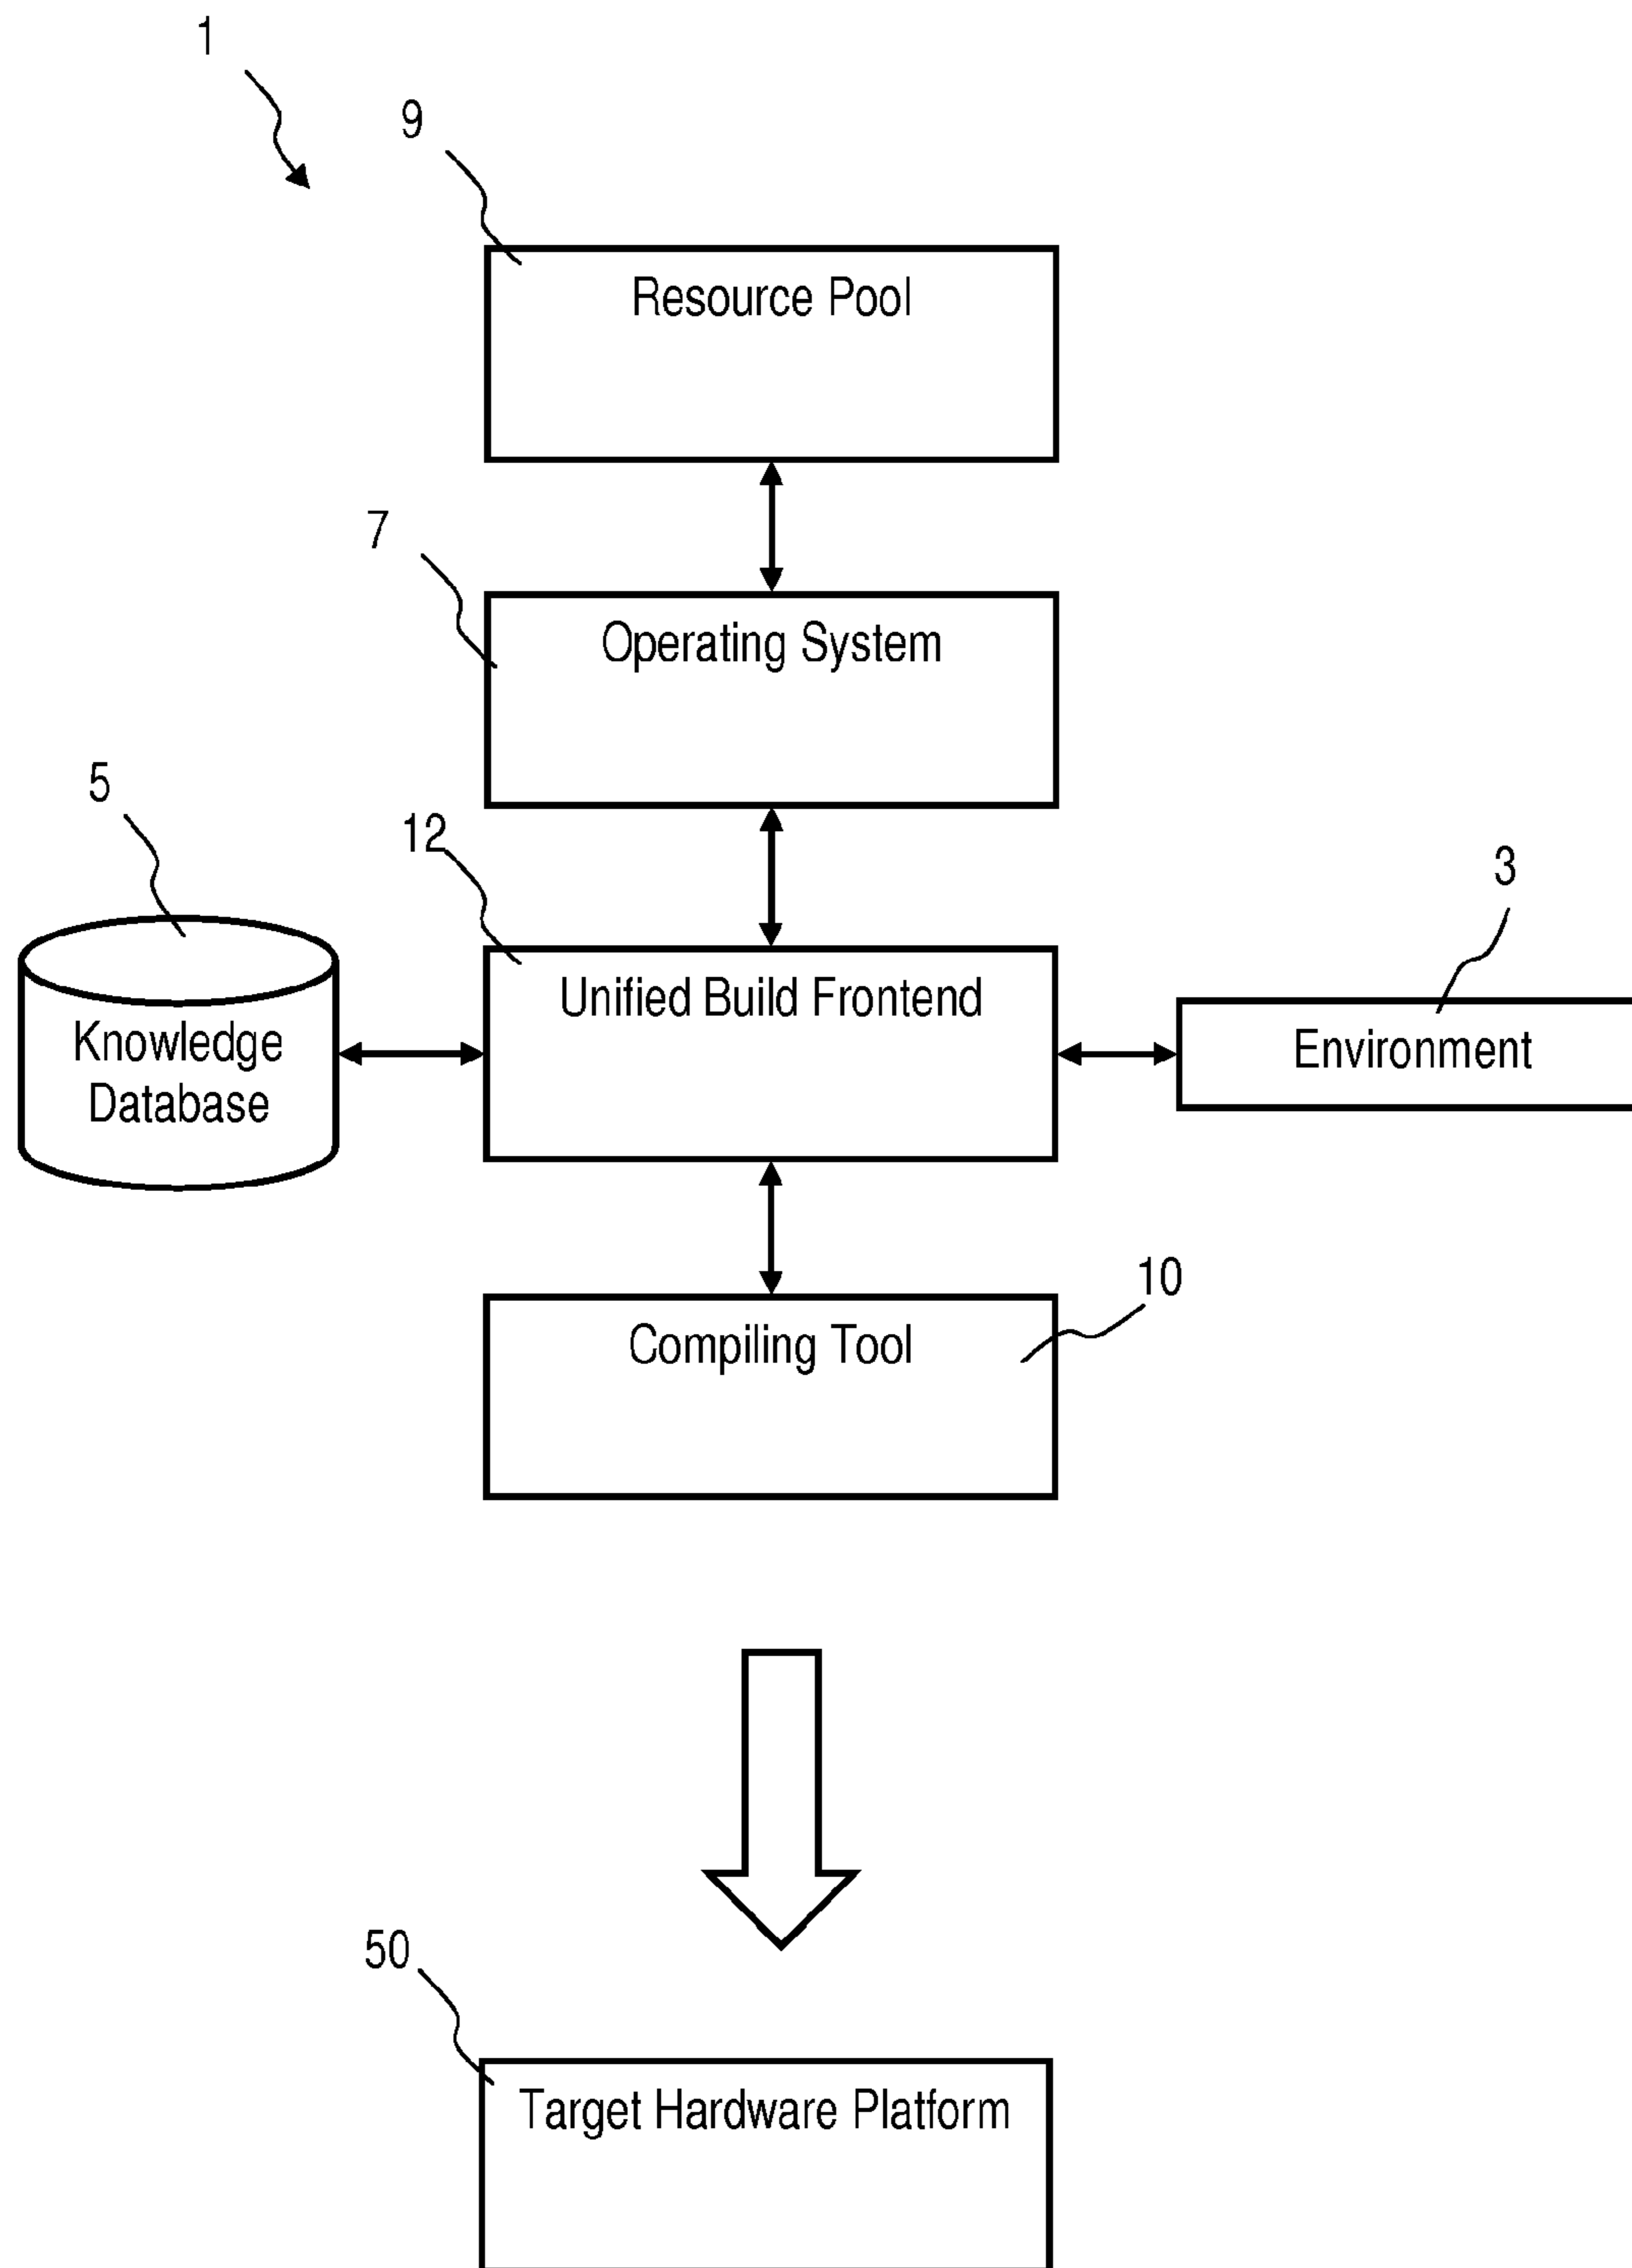 1
9
Resource Pool
7
Operating System
5
12
3
Unified Build Frontend
Knowledge
Database
Environment
10
Compiling Tool
50
Target Hardware Platform